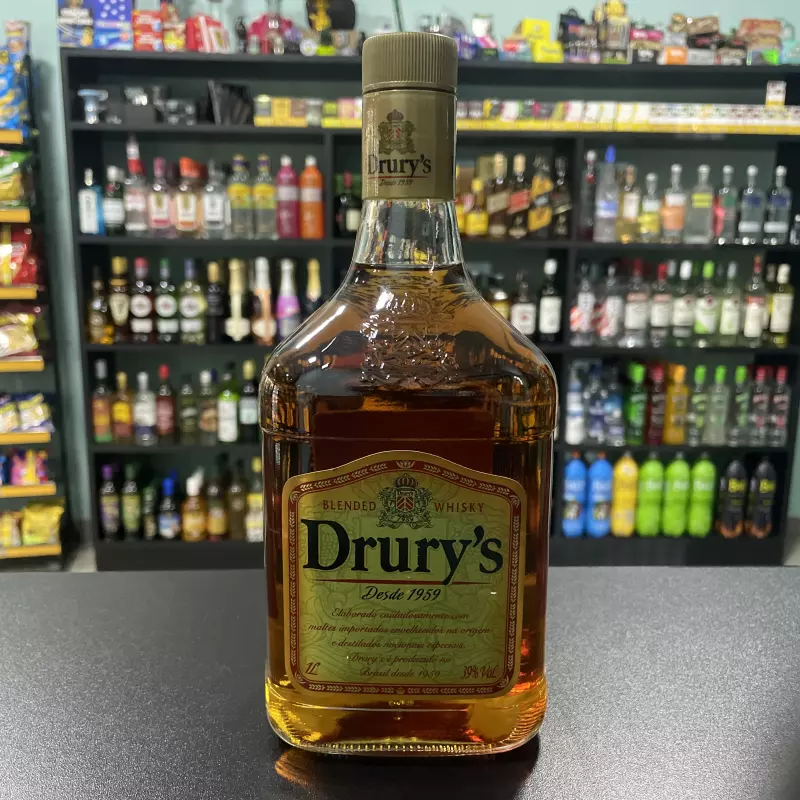 Drury's
Desde 1959
BLENDED WHISKY
Drury's
Desde 1959
Elaborado cuidadosamente com
maltes importados envelhecidos na origem
e destilados nacionais especiais.
Drury's é produzido no
Brasil desde 1959
1L
39% Vol.